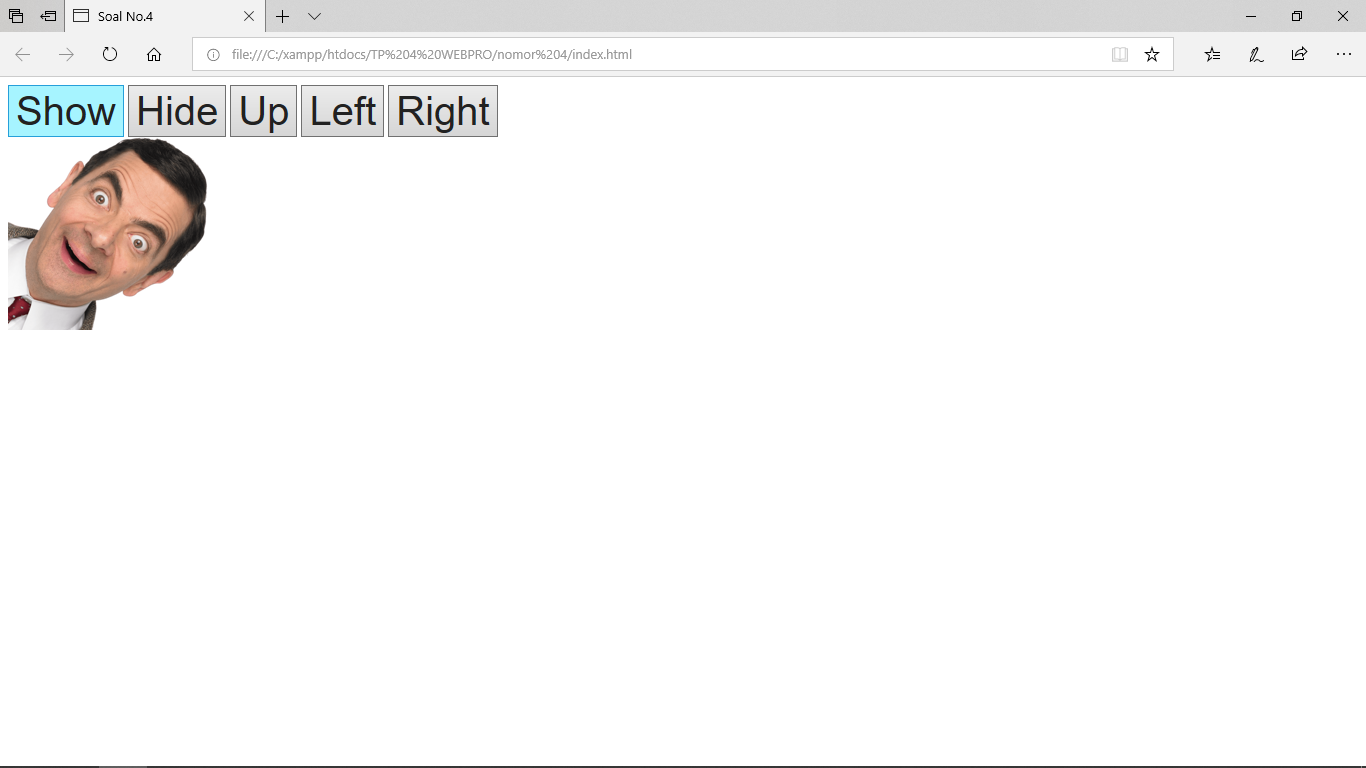 Soal No.4
file:///C:/xampp/htdocs/TP%204%20WEBPRO/nomor%204/index.html
Show Hide Up Left Right